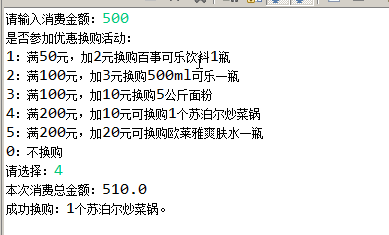 请输入消费金额：500
是否参加优惠换购活动：
1：满50元，加2元换购百事可乐饮料1瓶
2：满100元，加3元换购500ml可乐一瓶
3：满100元，加10元换购5公斤面粉
4：满200元，加10元可换购1个苏泊尔炒菜锅
5：满200元，加20元可换购欧莱雅爽肤水一瓶
0：不换购
请选择：4
本次消费总金额：510.0
成功换购：1个苏泊尔炒菜锅。